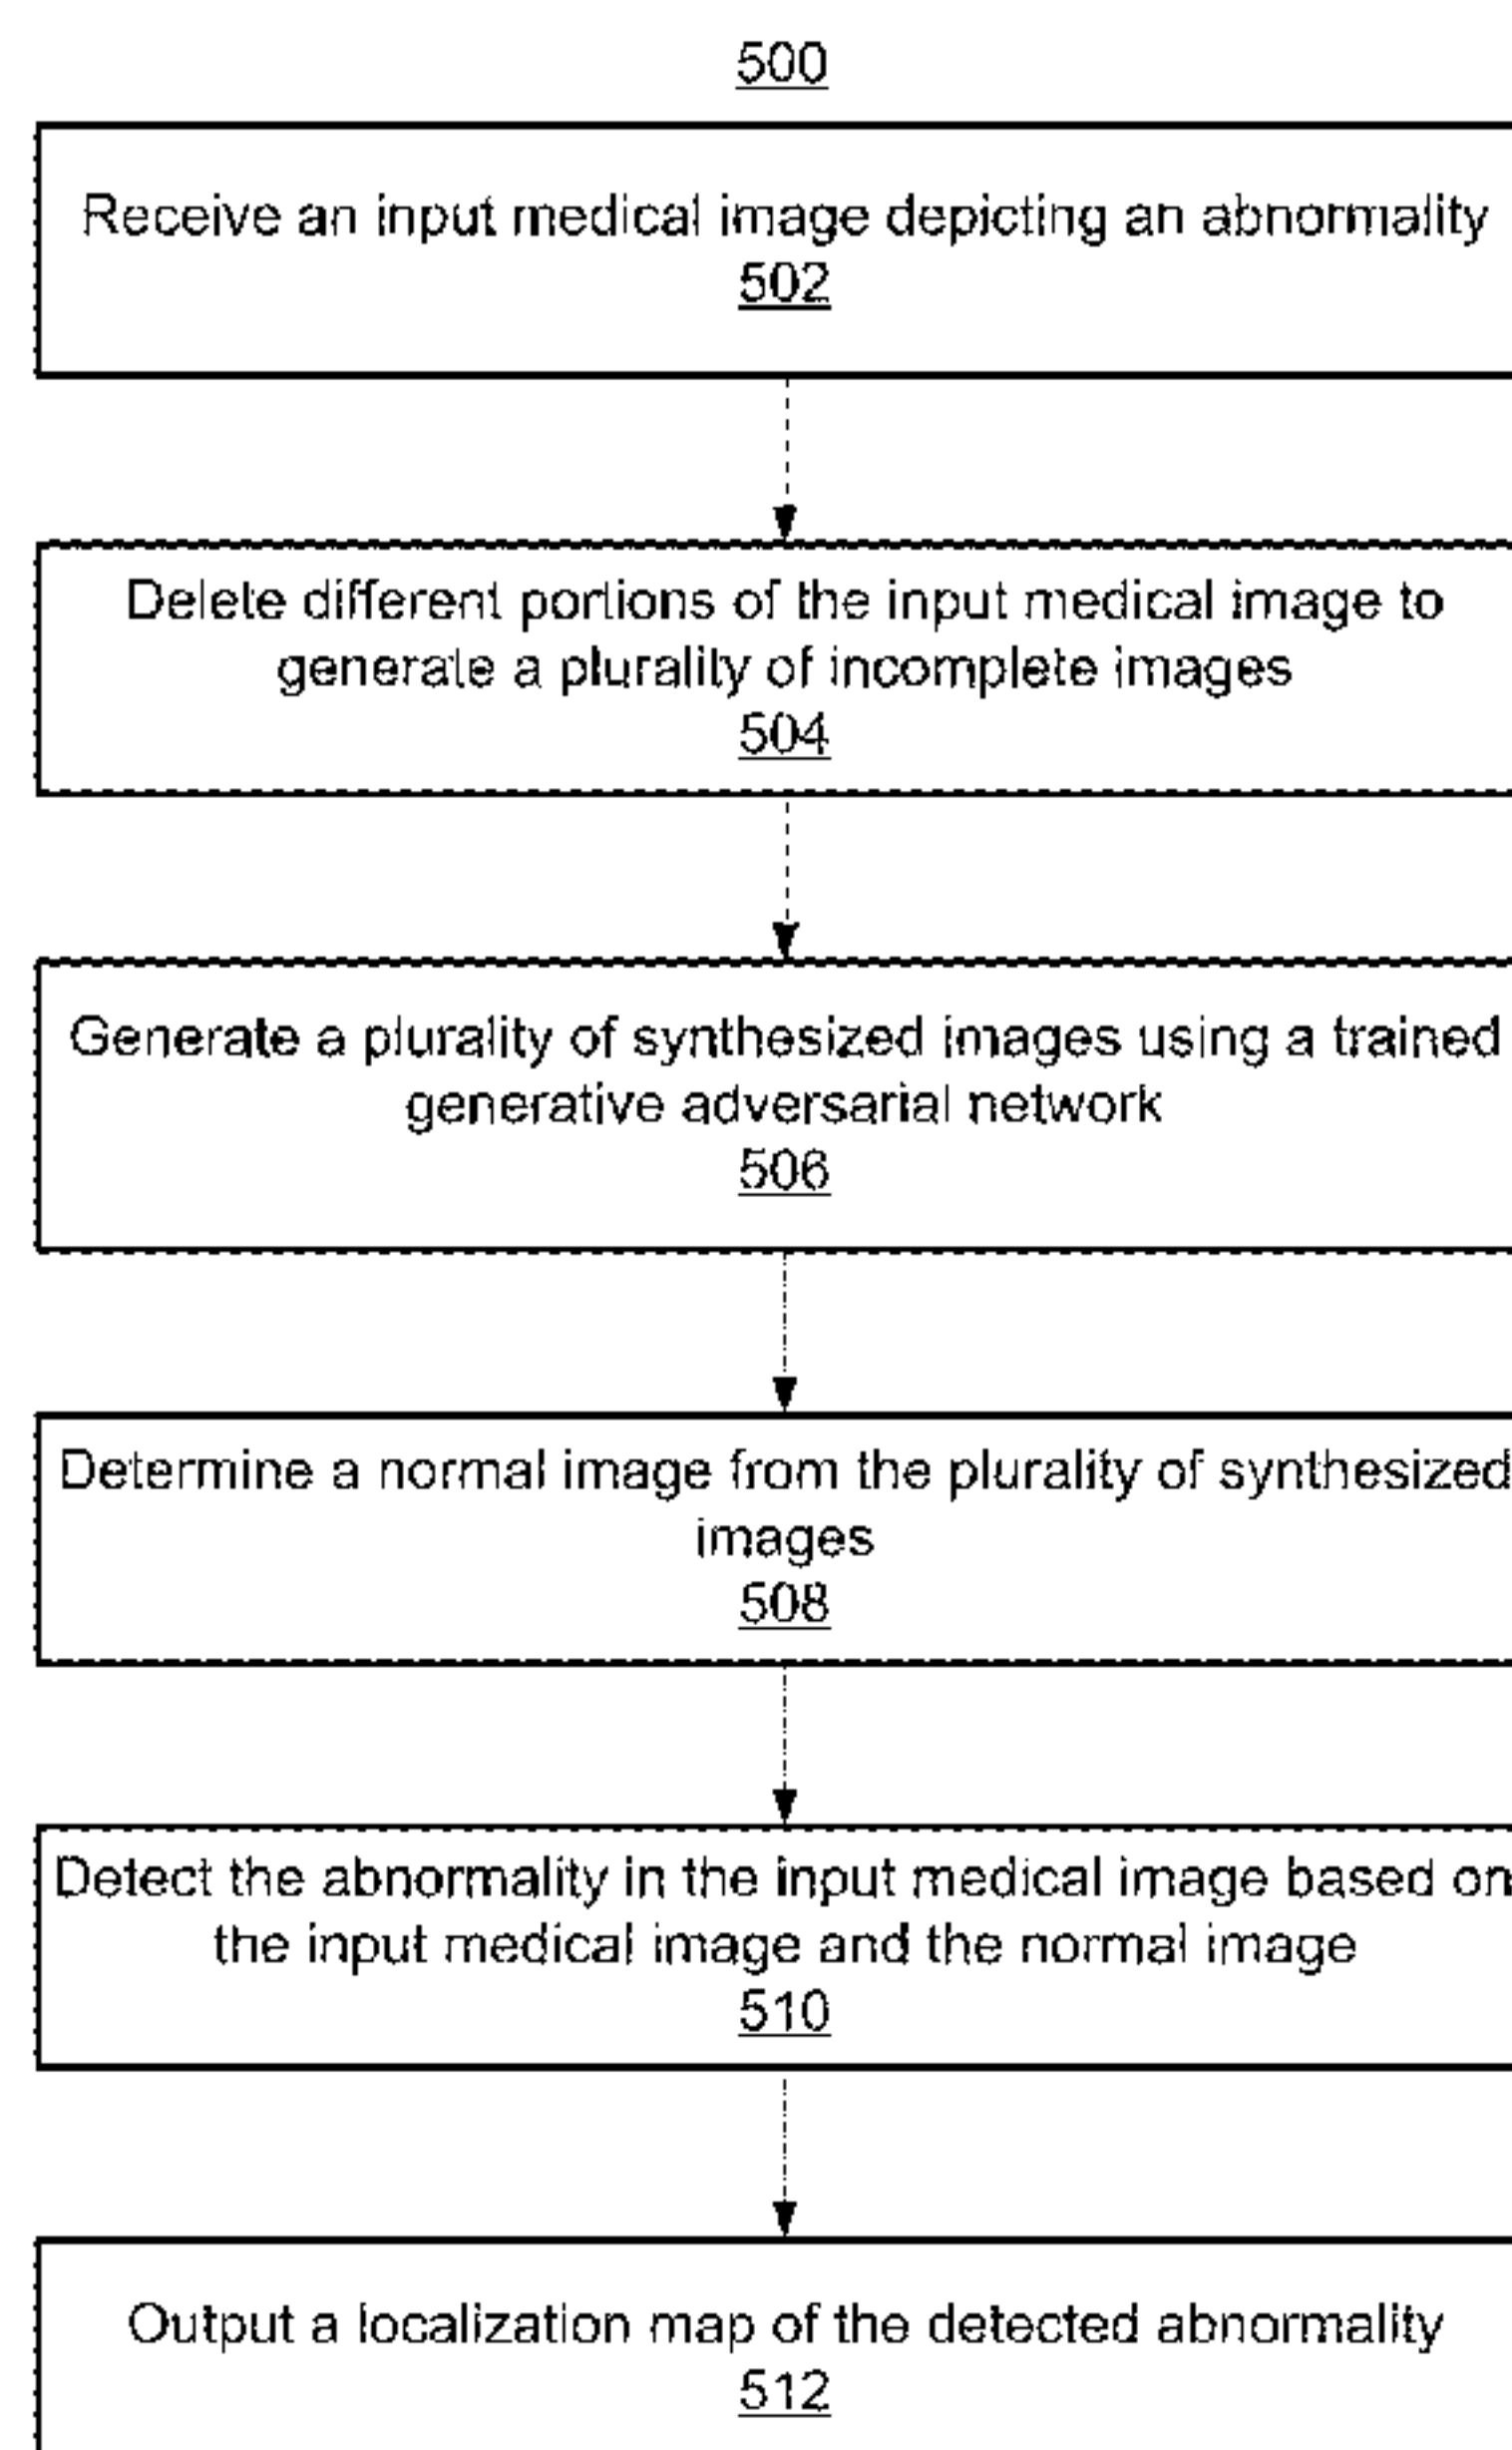 500
Receive an input medical image depicting an abnormality
502
Delete different portions of the input medical image to
generate a plurality of incomplete images
504
Generate a plurality of synthesized images using a trained
generative adversarial network
506
Determine a normal image from the plurality of synthesized
images
508
Detect the abnormality in the input medical image based on
the input medical image and the normal image
510
Output a localization map of the detected abnormality
512